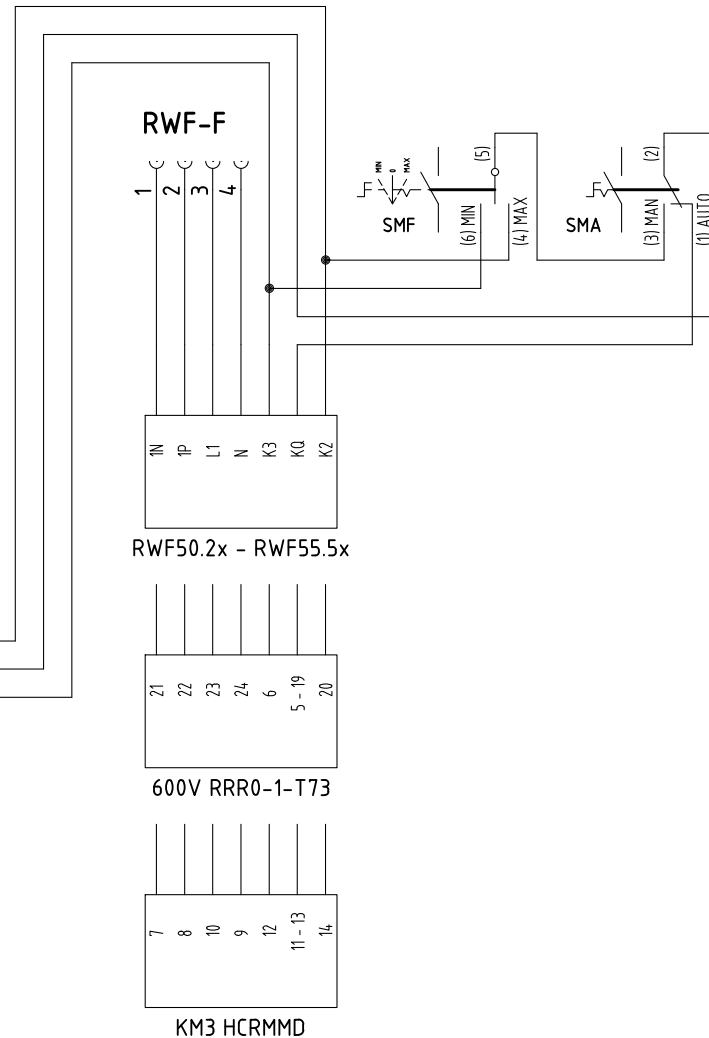 RWF-F
1
2
3
4
MIN
0
MAX
SMF
(5)
(6) MIN
(4) MAX
SMA
(2)
(3) MAN
(1) AUTO
1N
1P
L1
N
K3
KQ
K2
RWF50.2x - RWF55.5x
21
22
23
24
6
5 - 19
20
600V RRR0-1-T73
7
8
10
9
12
11 - 13
14
KM3 HCRMMD